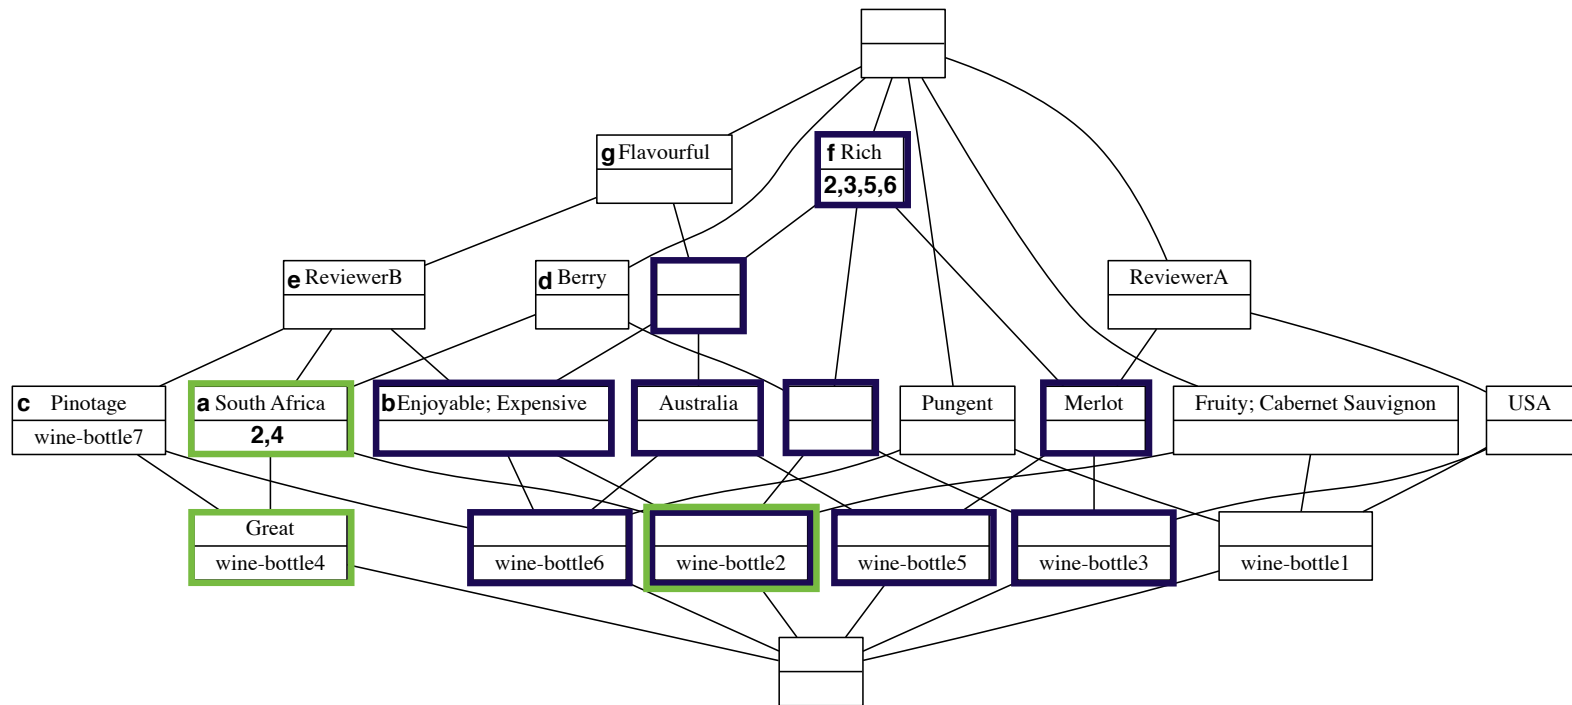 g Flavourful
f Rich
2,3,5,6
e ReviewerB
d Berry
ReviewerA
c Pinotage
wine-bottle7
a South Africa
2,4
b Enjoyable; Expensive
Australia
Pungent
Merlot
Fruity; Cabernet Sauvignon
USA
Great
wine-bottle4
wine-bottle6
wine-bottle2
wine-bottle5
wine-bottle3
wine-bottle1